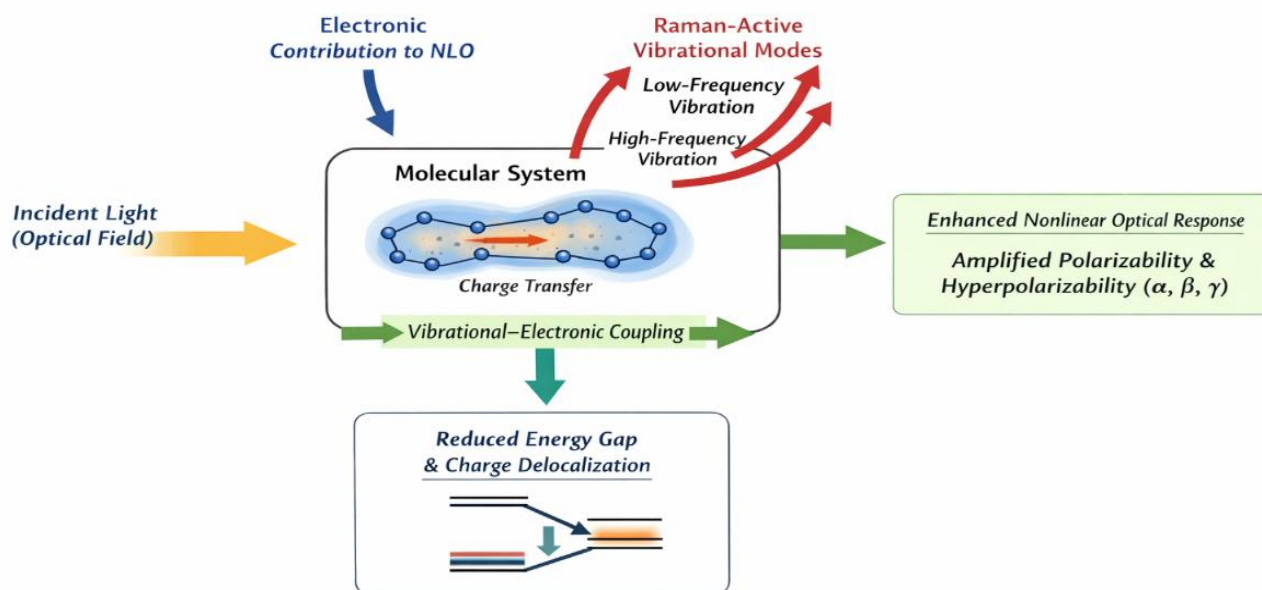 Electronic
Contribution to NLO
Raman-Active
Vibrational Modes
Low-Frequency
Vibration
High-Frequency
Vibration
Molecular System
Incident Light
(Optical Field)
Charge Transfer
Enhanced Nonlinear Optical Response
Amplified Polarizability &
Hyperpolarizability (α, β, γ)
Vibrational–Electronic Coupling
Reduced Energy Gap
& Charge Delocalization